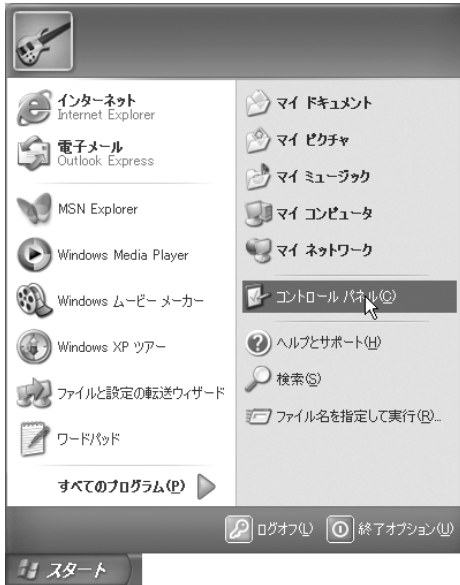 インターネット
Internet Explorer
電子メール
Outlook Express
MSN Explorer
Windows Media Player
Windows ムービー メーカー
Windows XP ツアー
ファイルと設定の転送ウィザード
ワードパッド
すべてのプログラム(P)
マイ ドキュメント
マイ ピクチャ
マイ ミュージック
マイ コンピュータ
マイ ネットワーク
コントロール パネル(C)
ヘルプとサポート(H)
検索(S)
ファイル名を指定して実行(R)...
ログオフ(L)
終了オプション(U)
スタート